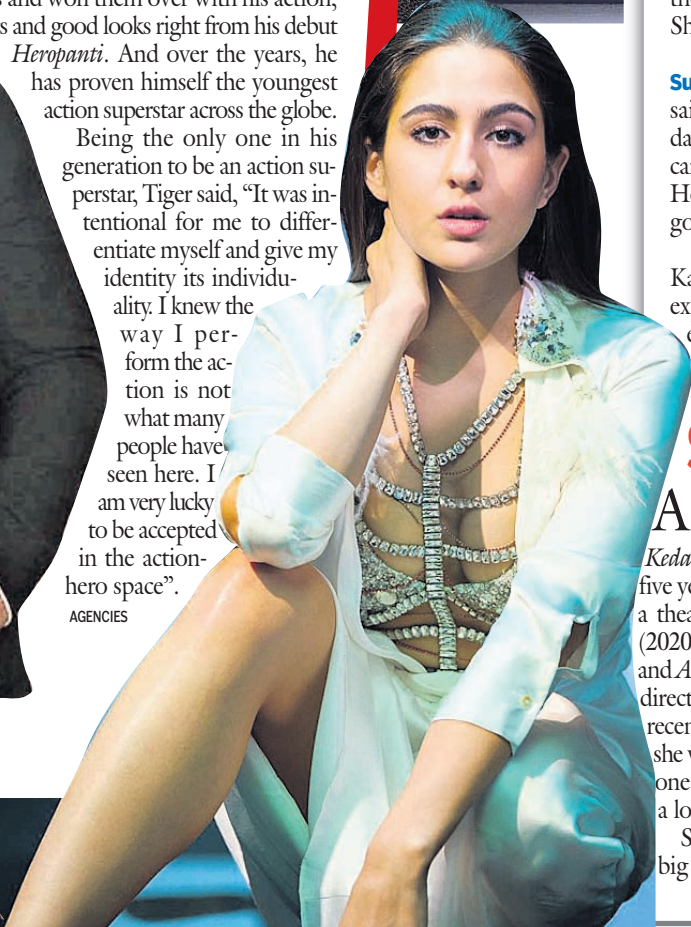 and won them over with his action,
s and good looks right from his debut
Heropanti. And over the years, he
has proven himself the youngest
action superstar across the globe.
Being the only one in his
generation to be an action su-
perstar, Tiger said, “It was in-
tentional for me to differ-
entiate myself and give my
identity its individu-
ality. I knew the
way I per-
form the ac-
tion is not
what many
people have
seen here. I
am very lucky
to be accepted
in the action-
hero space”.
AGENCIES
Sh
Su
sai
da
car
He
go
Ka
ex
e
A
Keda
five ye
a thea
(2020
and A
direct
recen
she w
one
a lo
S
big